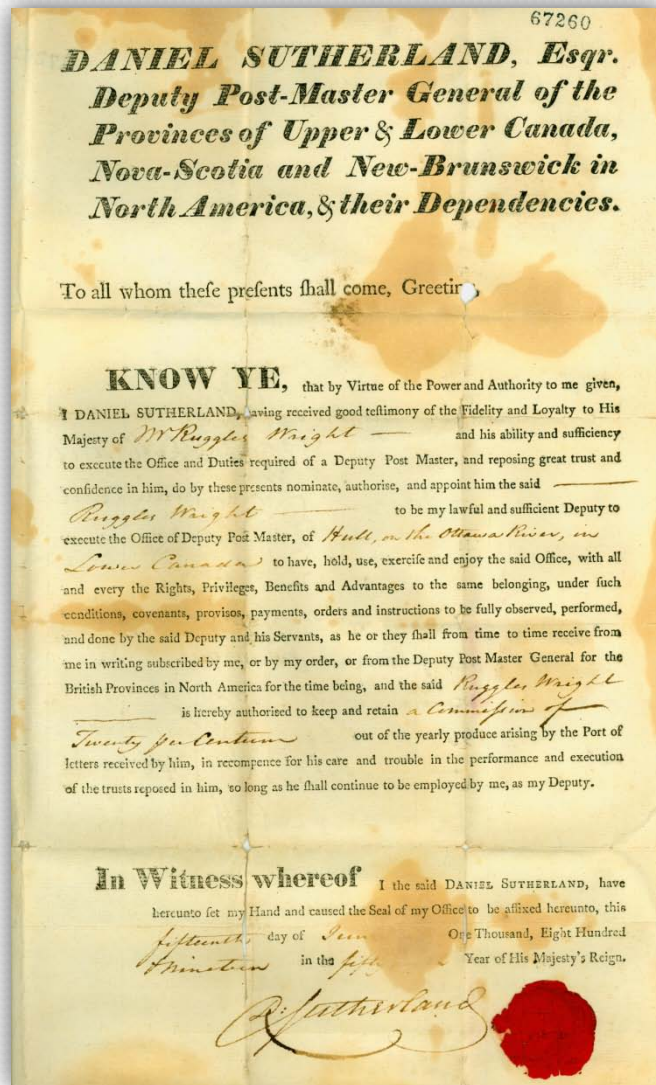 67260
DANIEL SUTHERLAND, Esqr.
Deputy Post-Master General of the
Provinces of Upper & Lower Canada,
Nova-Scotia and New-Brunswick in
North America, & their Dependencies.
To all whom theſe preſents ſhall come, Greeting,
KNOW YE, that by Virtue of the Power and Authority to me given,
I DANIEL SUTHERLAND, having received good teſtimony of the Fidelity and Loyalty to His
Majesty of Mr Ruggles Wright — and his ability and sufficiency
to execute the Office and Duties required of a Deputy Post Master, and reposing great trust and
confidence in him, do by these presents nominate, authorise, and appoint him the said —
Ruggles Wright — to be my lawful and sufficient Deputy to
execute the Office of Deputy Post Master, of Hull, on the Ottawa River, in
Lower Canada to have, hold, use, exercise and enjoy the said Office, with all
and every the Rights, Privileges, Benefits and Advantages to the same belonging, under such
conditions, covenants, provisos, payments, orders and instructions to be fully observed, performed,
and done by the said Deputy and his Servants, as he or they ſhall from time to time receive from
me in writing subscribed by me, or by my order, or from the Deputy Post Master General for the
British Provinces in North America for the time being, and the said Ruggles Wright
— is hereby authorised to keep and retain a Commission of
Twenty per Centum out of the yearly produce arising by the Port of
letters received by him, in recompence for his care and trouble in the performance and execution
of the trusts reposed in him, so long as he shall continue to be employed by me, as my Deputy.
In Witness whereof I the said DANIEL SUTHERLAND, have
hereunto ſet my Hand and caused the Seal of my Office to be affixed hereunto, this
fifteenth day of One Thousand, Eight Hundred
& nineteen in the Year of His Majesty's Reign.
D: Sutherland